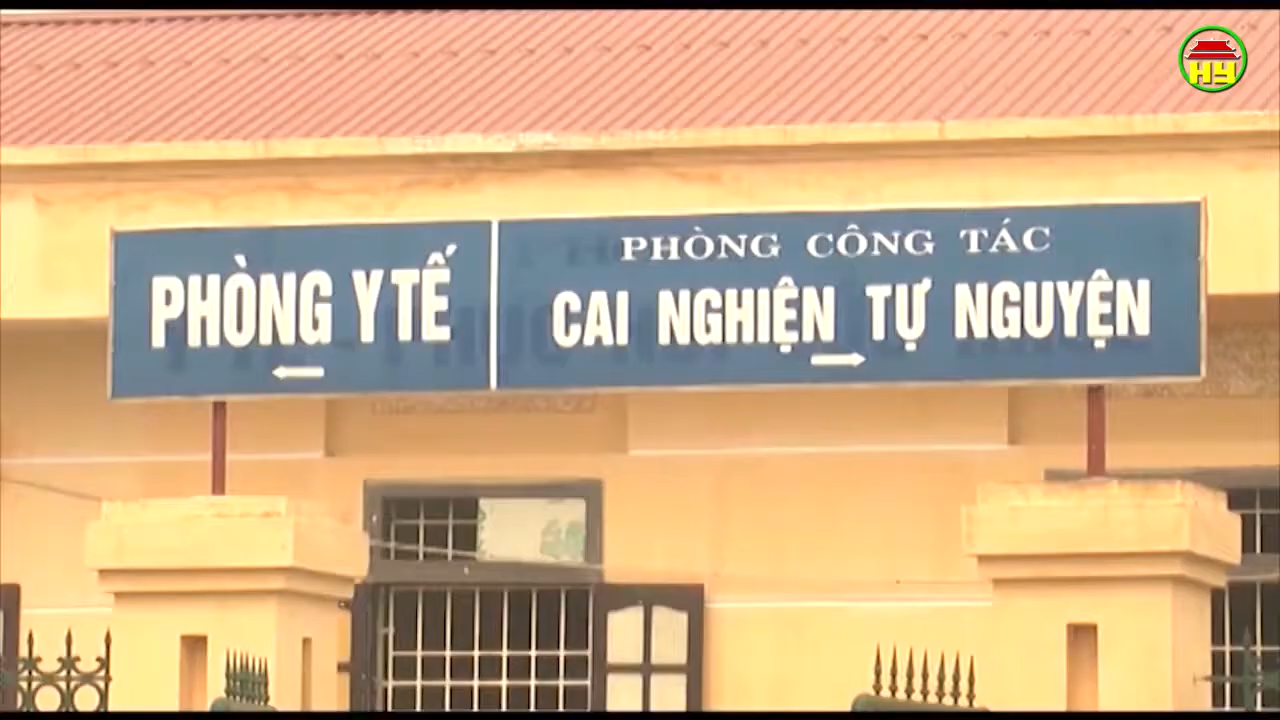 HY
PHÒNG Y TẾ
PHÒNG CÔNG TÁC
CAI NGHIỆN TỰ NGUYỆN